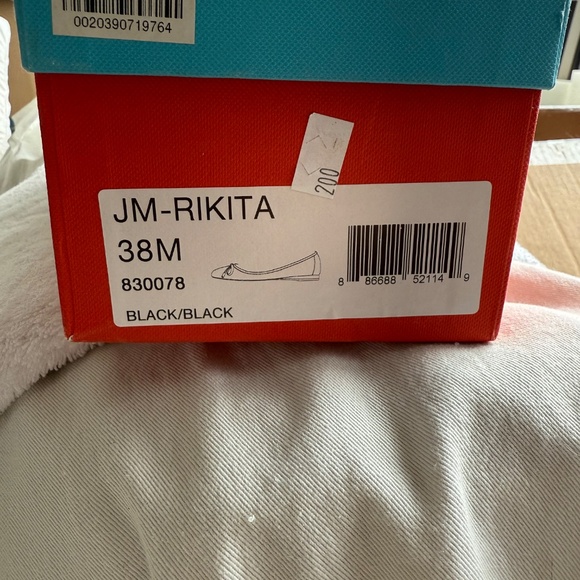 0020390719764
200
JM-RIKITA
38M
830078
BLACK/BLACK
8 86688 52114 9